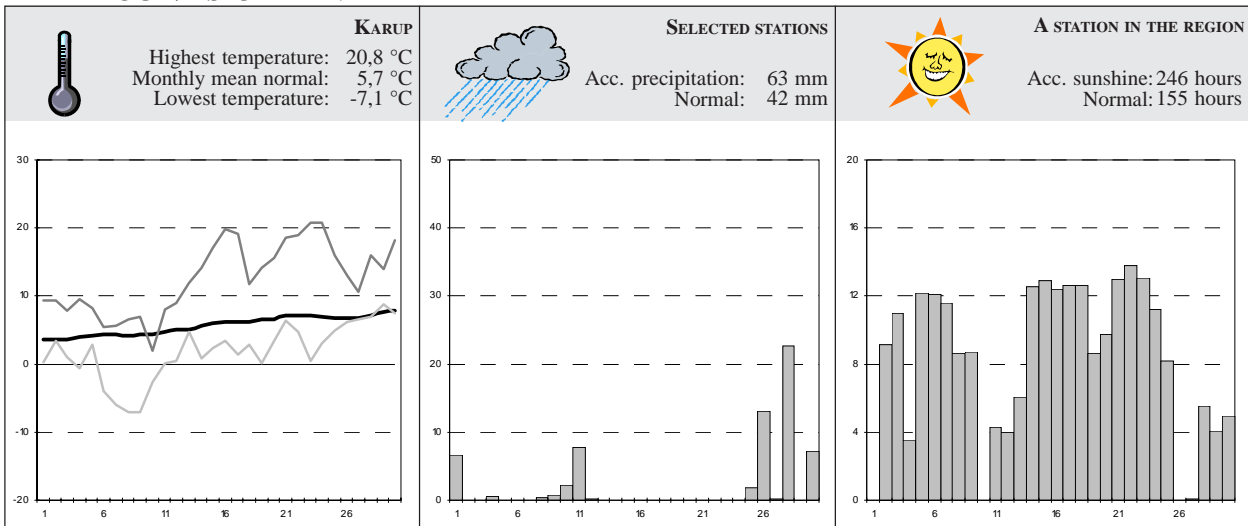 KARUP
Highest temperature: 20,8 °C
Monthly mean normal: 5,7 °C
Lowest temperature: -7,1 °C
30
20
10
0
-10
-20
1 6 11 16 21 26
SELECTED STATIONS
Acc. precipitation: 63 mm
Normal: 42 mm
50
40
30
20
10
0
1 6 11 16 21 26
A STATION IN THE REGION
Acc. sunshine: 246 hours
Normal: 155 hours
20
16
12
8
4
0
1 6 11 16 21 26